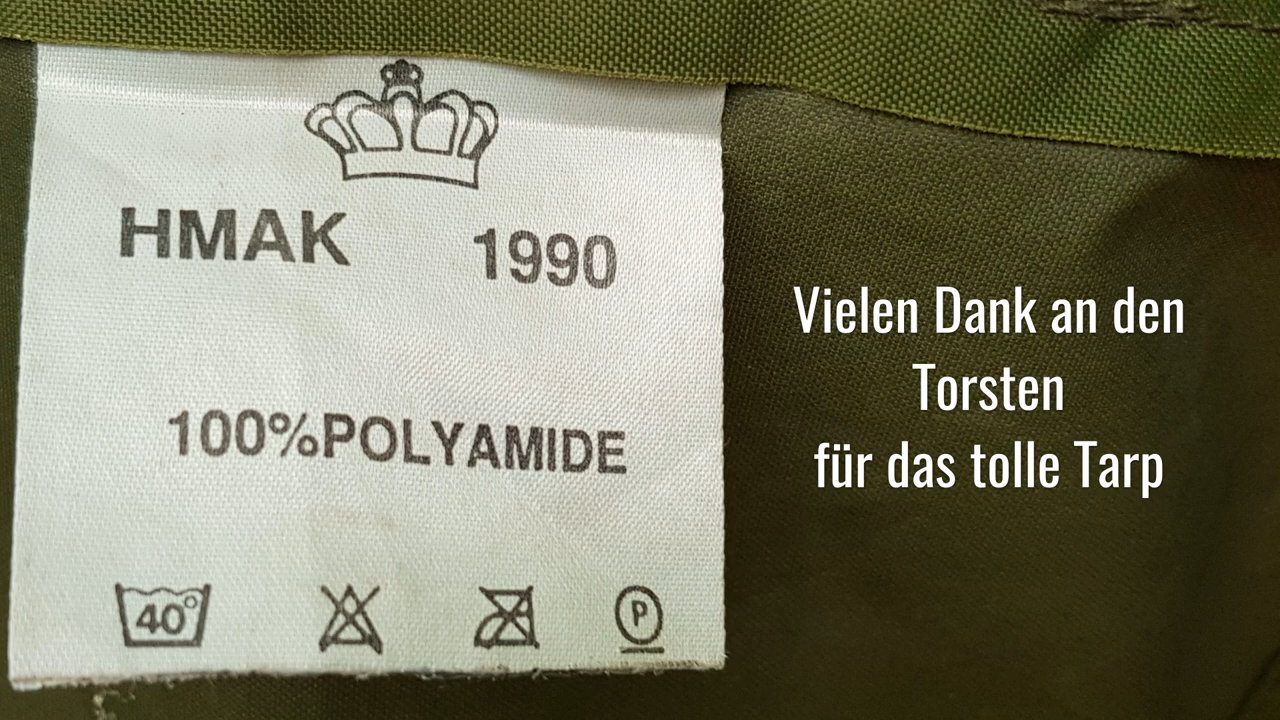 HMAK 1990
100%POLYAMIDE
40°
P
Vielen Dank an den
Torsten
für das tolle Tarp